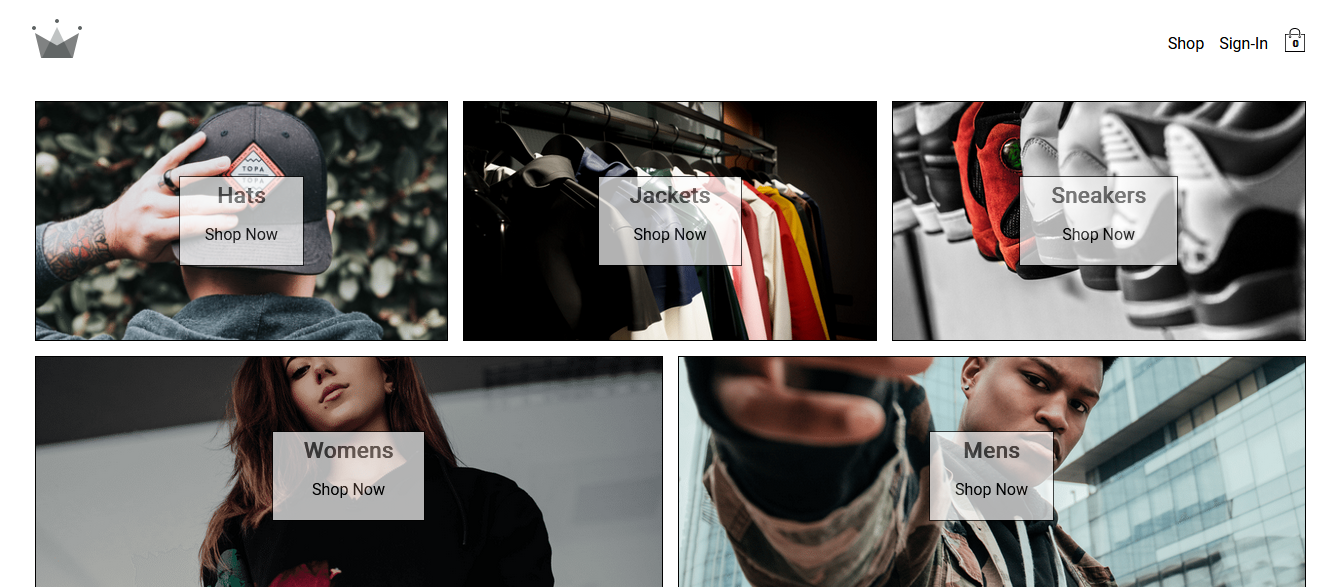 Shop Sign-In 0
TOPA
TOPA
Hats
Shop Now
Jackets
Shop Now
Sneakers
Shop Now
Womens
Shop Now
Mens
Shop Now